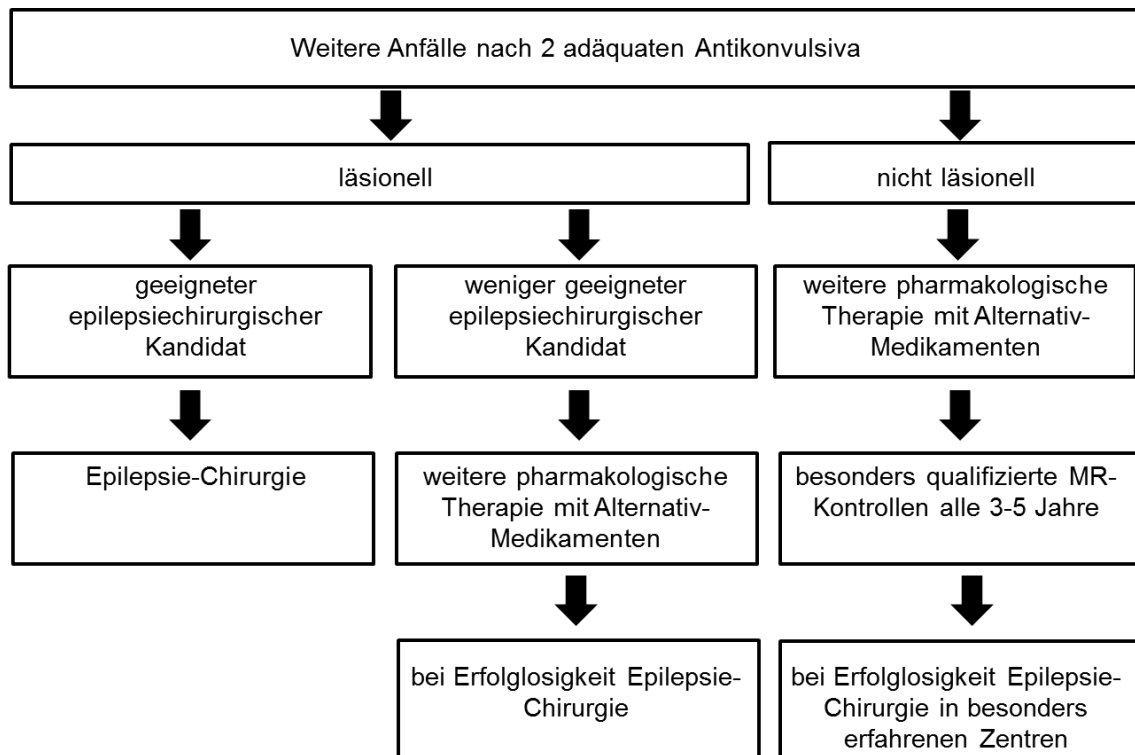 Weitere Anfälle nach 2 adäquaten Antikonvulsiva
läsionell
nicht läsionell
geeigneter
epilepsiechirurgischer
Kandidat
weniger geeigneter
epilepsiechirurgischer
Kandidat
weitere pharmakologische
Therapie mit Alternativ-
Medikamenten
Epilepsie-Chirurgie
weitere pharmakologische
Therapie mit Alternativ-
Medikamenten
besonders qualifizierte MR-
Kontrollen alle 3-5 Jahre
bei Erfolglosigkeit Epilepsie-
Chirurgie
bei Erfolglosigkeit Epilepsie-
Chirurgie in besonders
erfahrenen Zentren